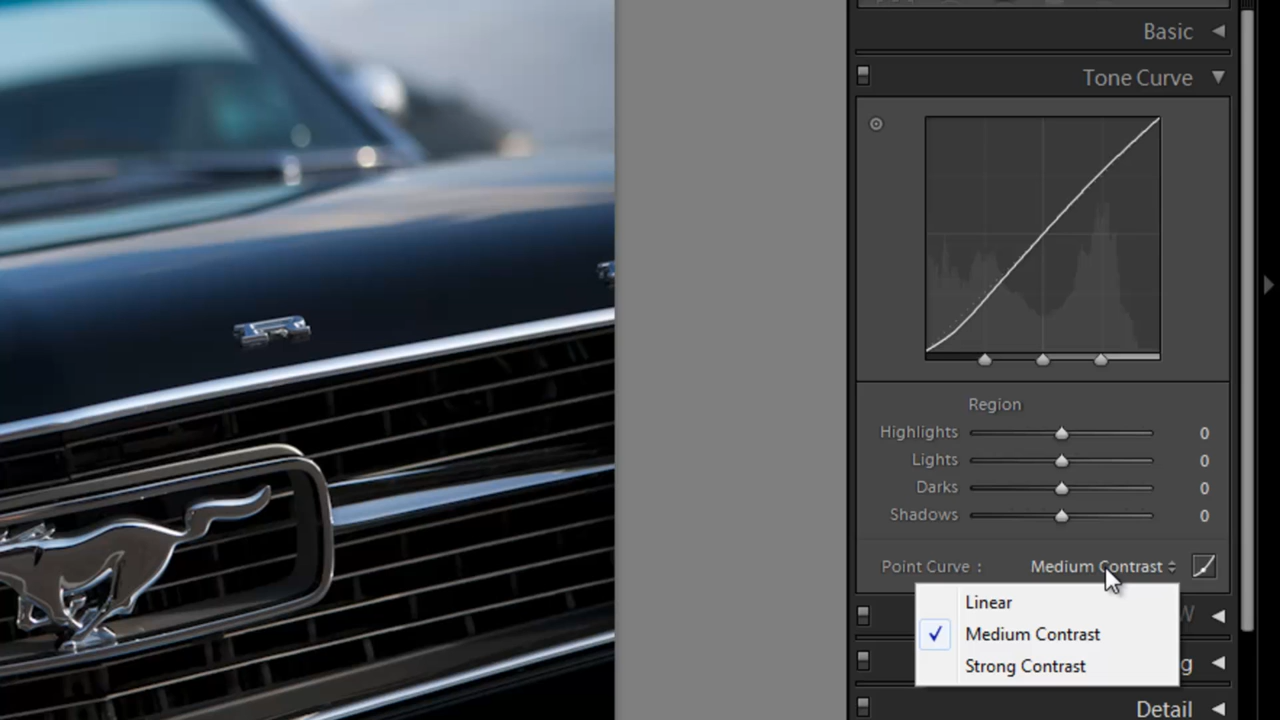 Basic
Tone Curve
Region
Highlights 0
Lights 0
Darks 0
Shadows 0
Point Curve : Medium Contrast
Linear
Medium Contrast
Strong Contrast
W
g
Detail